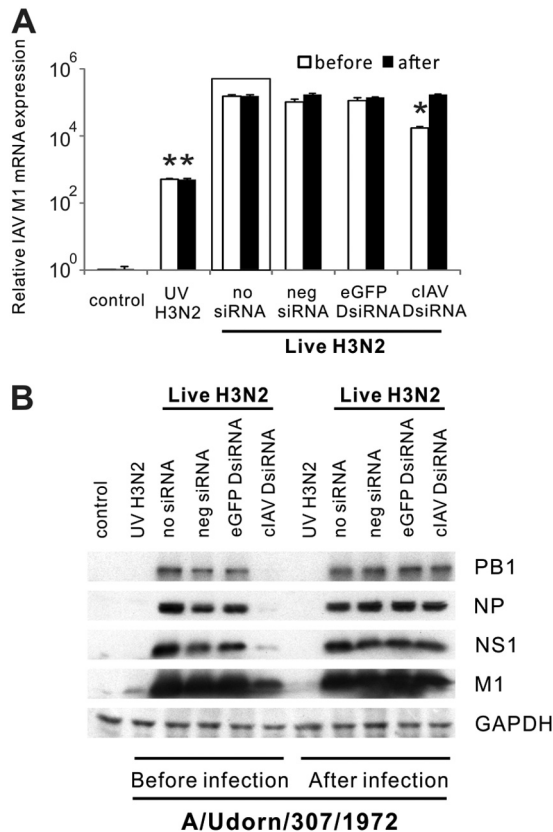 A
Relative IAV M1 mRNA expression
10^6
10^4
10^2
10^0
before after
**
*
control
UV H3N2
no siRNA
neg siRNA
eGFP DsiRNA
cIAV DsiRNA
Live H3N2
B
Live H3N2
Live H3N2
control
UV H3N2
no siRNA
neg siRNA
eGFP DsiRNA
cIAV DsiRNA
UV H3N2
no siRNA
neg siRNA
eGFP DsiRNA
cIAV DsiRNA
PB1
NP
NS1
M1
GAPDH
Before infection
After infection
A/Udorn/307/1972